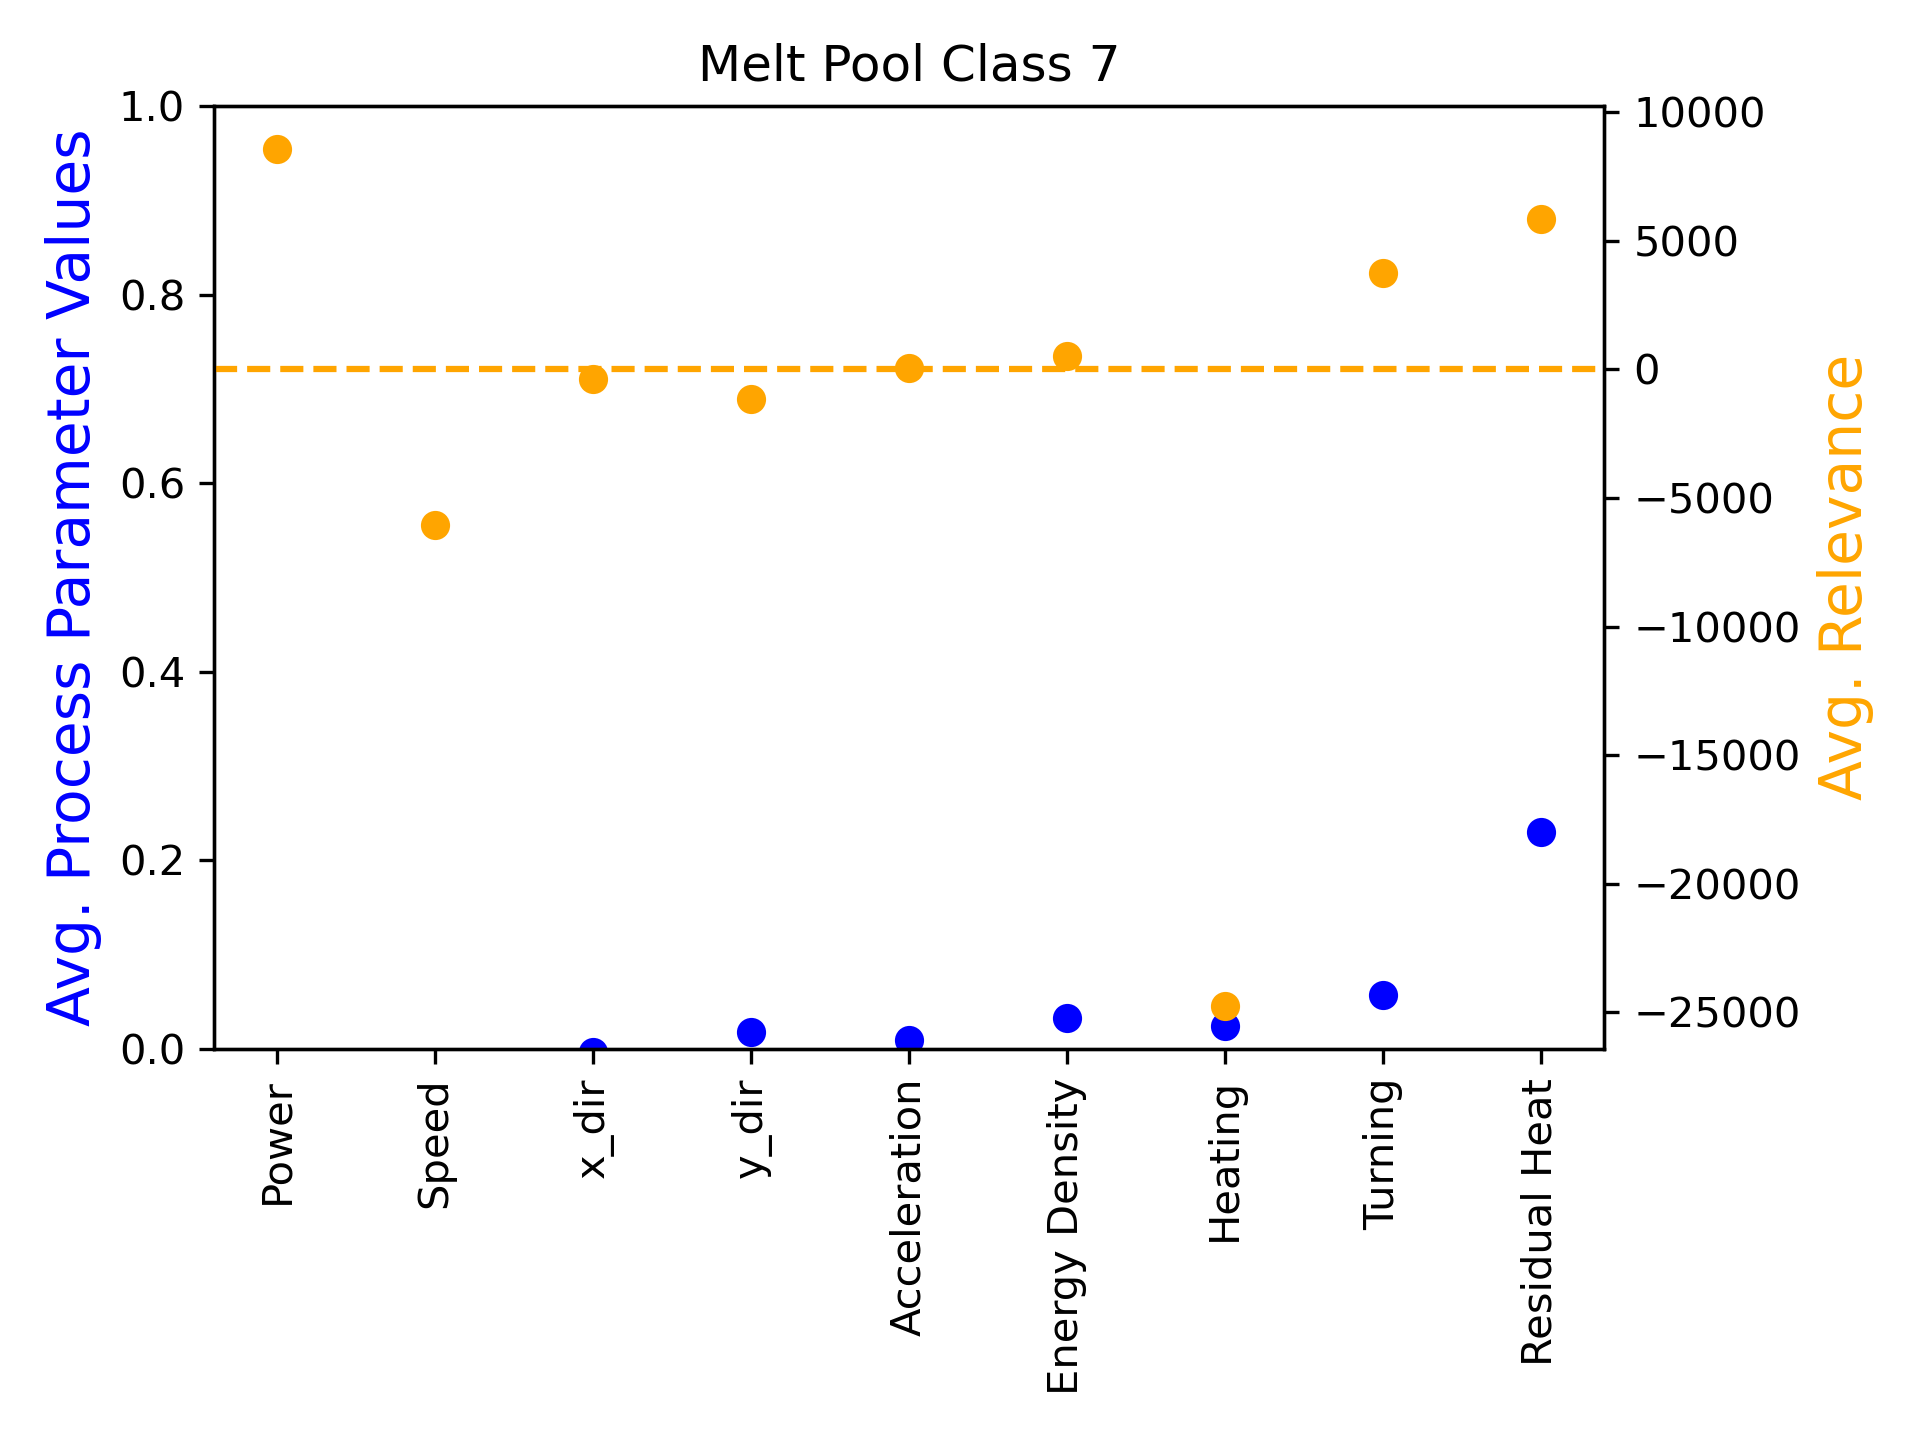 Melt Pool Class 7
Avg. Process Parameter Values
1.0
0.8
0.6
0.4
0.2
0.0
10000
5000
0
−5000
−10000
−15000
−20000
−25000
Avg. Relevance
Power
Speed
x_dir
y_dir
Acceleration
Energy Density
Heating
Turning
Residual Heat